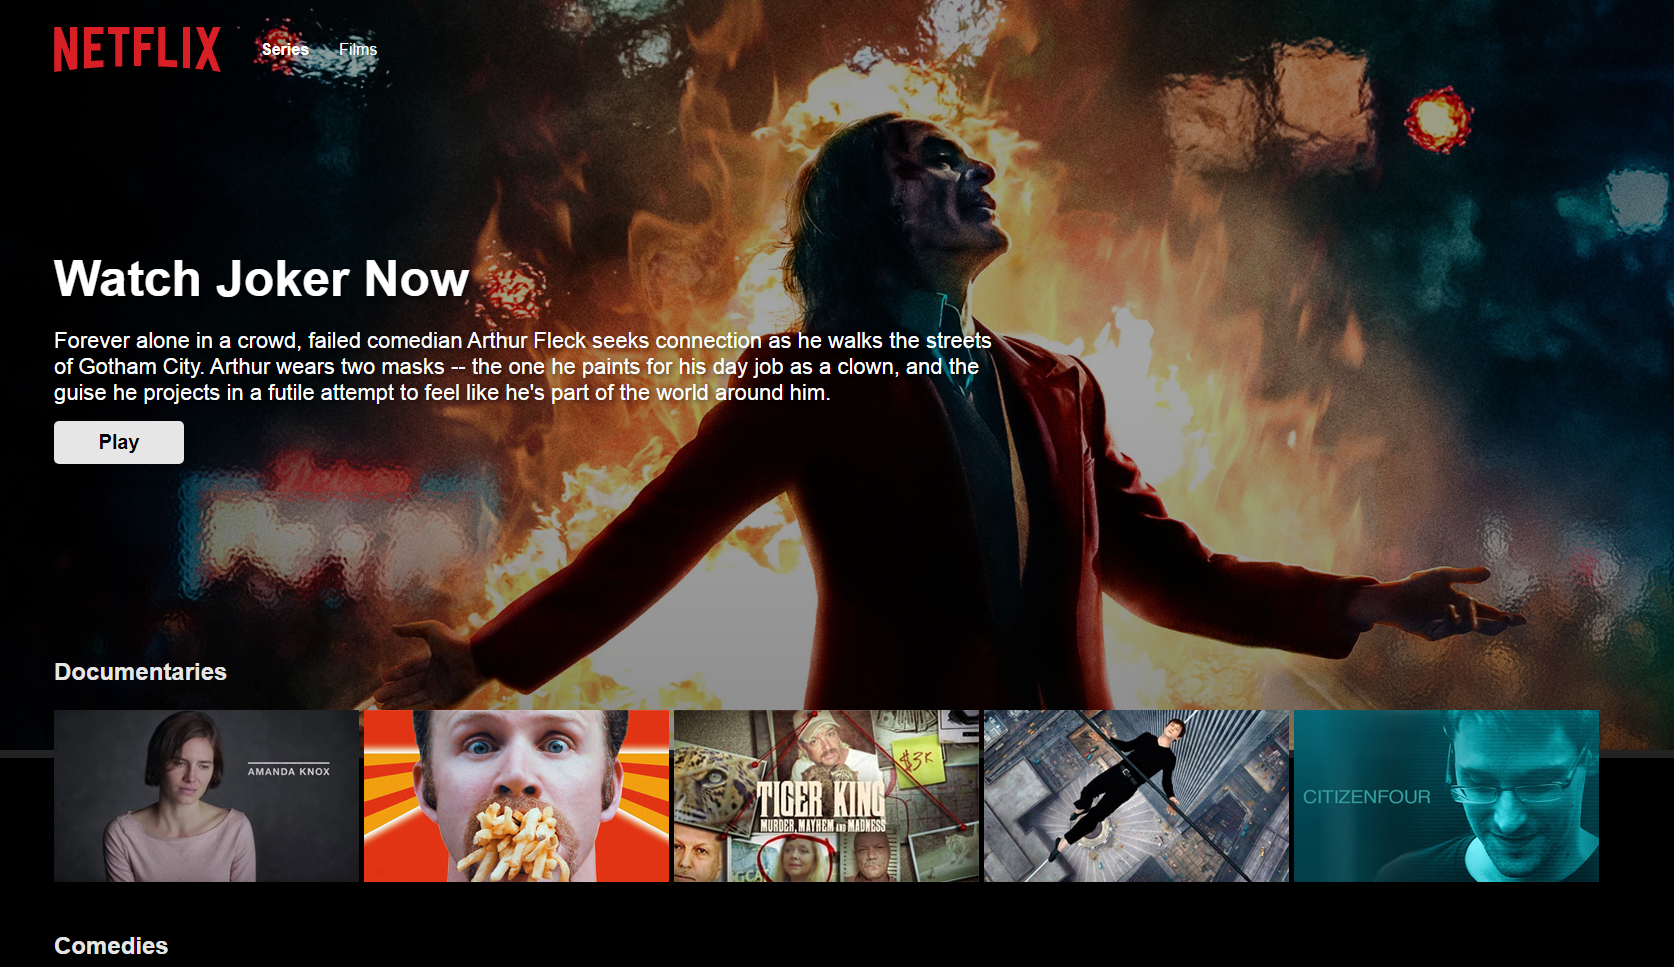 NETFLIX
Series
Films
Watch Joker Now
Forever alone in a crowd, failed comedian Arthur Fleck seeks connection as he walks the streets
of Gotham City. Arthur wears two masks -- the one he paints for his day job as a clown, and the
guise he projects in a futile attempt to feel like he's part of the world around him.
Play
Documentaries
AMANDA KNOX
$3K
TIGER KING
MURDER, MAYHEM AND MADNESS
GCA
CITIZENFOUR
Comedies